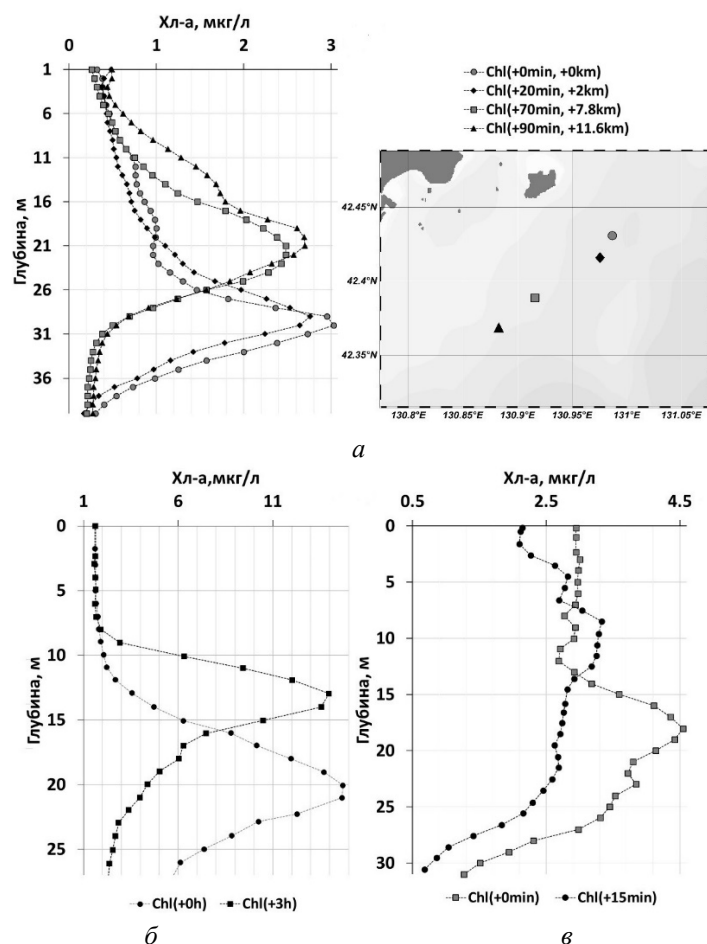 Хл-а, мкг/л
0 1 2 3
1
6
11
16
21
26
31
36
Глубина, м
Chl(+0min, +0km)
Chl(+20min, +2km)
Chl(+70min, +7.8km)
Chl(+90min, +11.6km)
42.45°N
42.4°N
42.35°N
130.8°E 130.85°E 130.9°E 130.95°E 131°E 131.05°E
а
Хл-а,мкг/л
1 6 11
0
5
10
15
20
25
Глубина, м
Chl(+0h) Chl(+3h)
б
Хл-а, мкг/л
0.5 2.5 4.5
0
5
10
15
20
25
30
Глубина, м
Chl(+0min) Chl(+15min)
в